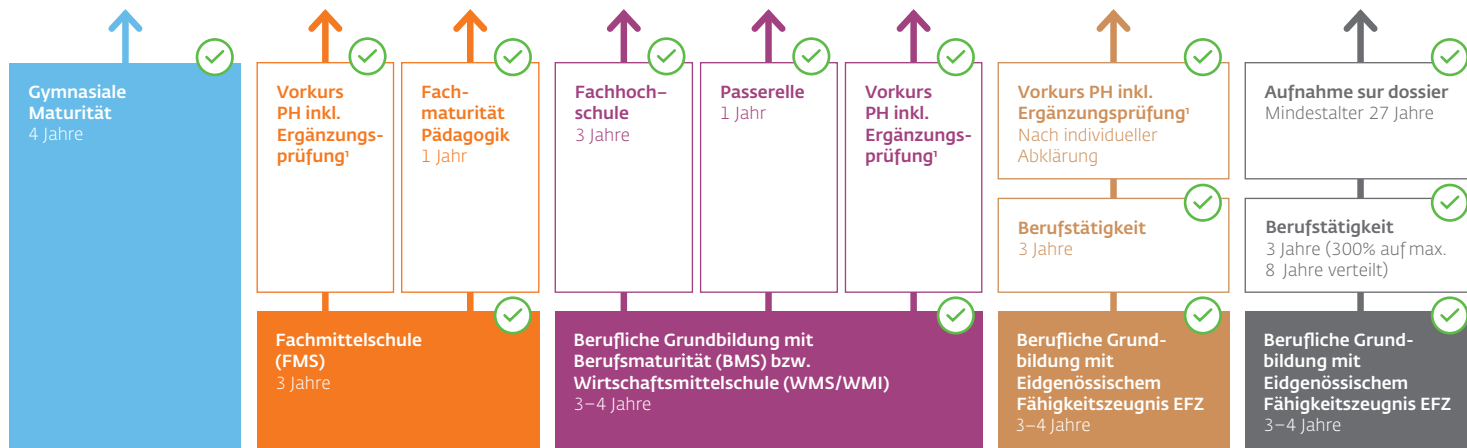 Gymnasiale
Maturität
4 Jahre
Vorkurs
PH inkl.
Ergänzungs-
prüfung¹
Fach-
maturität
Pädagogik
1 Jahr
Fachmittelschule
(FMS)
3 Jahre
Fachhoch–
schule
3 Jahre
Passerelle
1 Jahr
Vorkurs
PH inkl.
Ergänzungs-
prüfung¹
Berufliche Grundbildung mit
Berufsmaturität (BMS) bzw.
Wirtschaftsmittelschule (WMS/WMI)
3–4 Jahre
Vorkurs PH inkl.
Ergänzungsprüfung¹
Nach individueller
Abklärung
Berufstätigkeit
3 Jahre
Berufliche Grund-
bildung mit
Eidgenössischem
Fähigkeitszeugnis EFZ
3–4 Jahre
Aufnahme sur dossier
Mindestalter 27 Jahre
Berufstätigkeit
3 Jahre (300% auf max.
8 Jahre verteilt)
Berufliche Grund-
bildung mit
Eidgenössischem
Fähigkeitszeugnis EFZ
3–4 Jahre